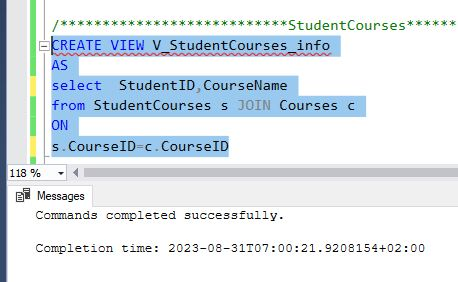 /***************************StudentCourses*******
CREATE VIEW V_StudentCourses_info
AS
select  StudentID,CourseName
from StudentCourses s JOIN Courses c
ON
s.CourseID=c.CourseID
118 %
Messages
Commands completed successfully.
Completion time: 2023-08-31T07:00:21.9208154+02:00